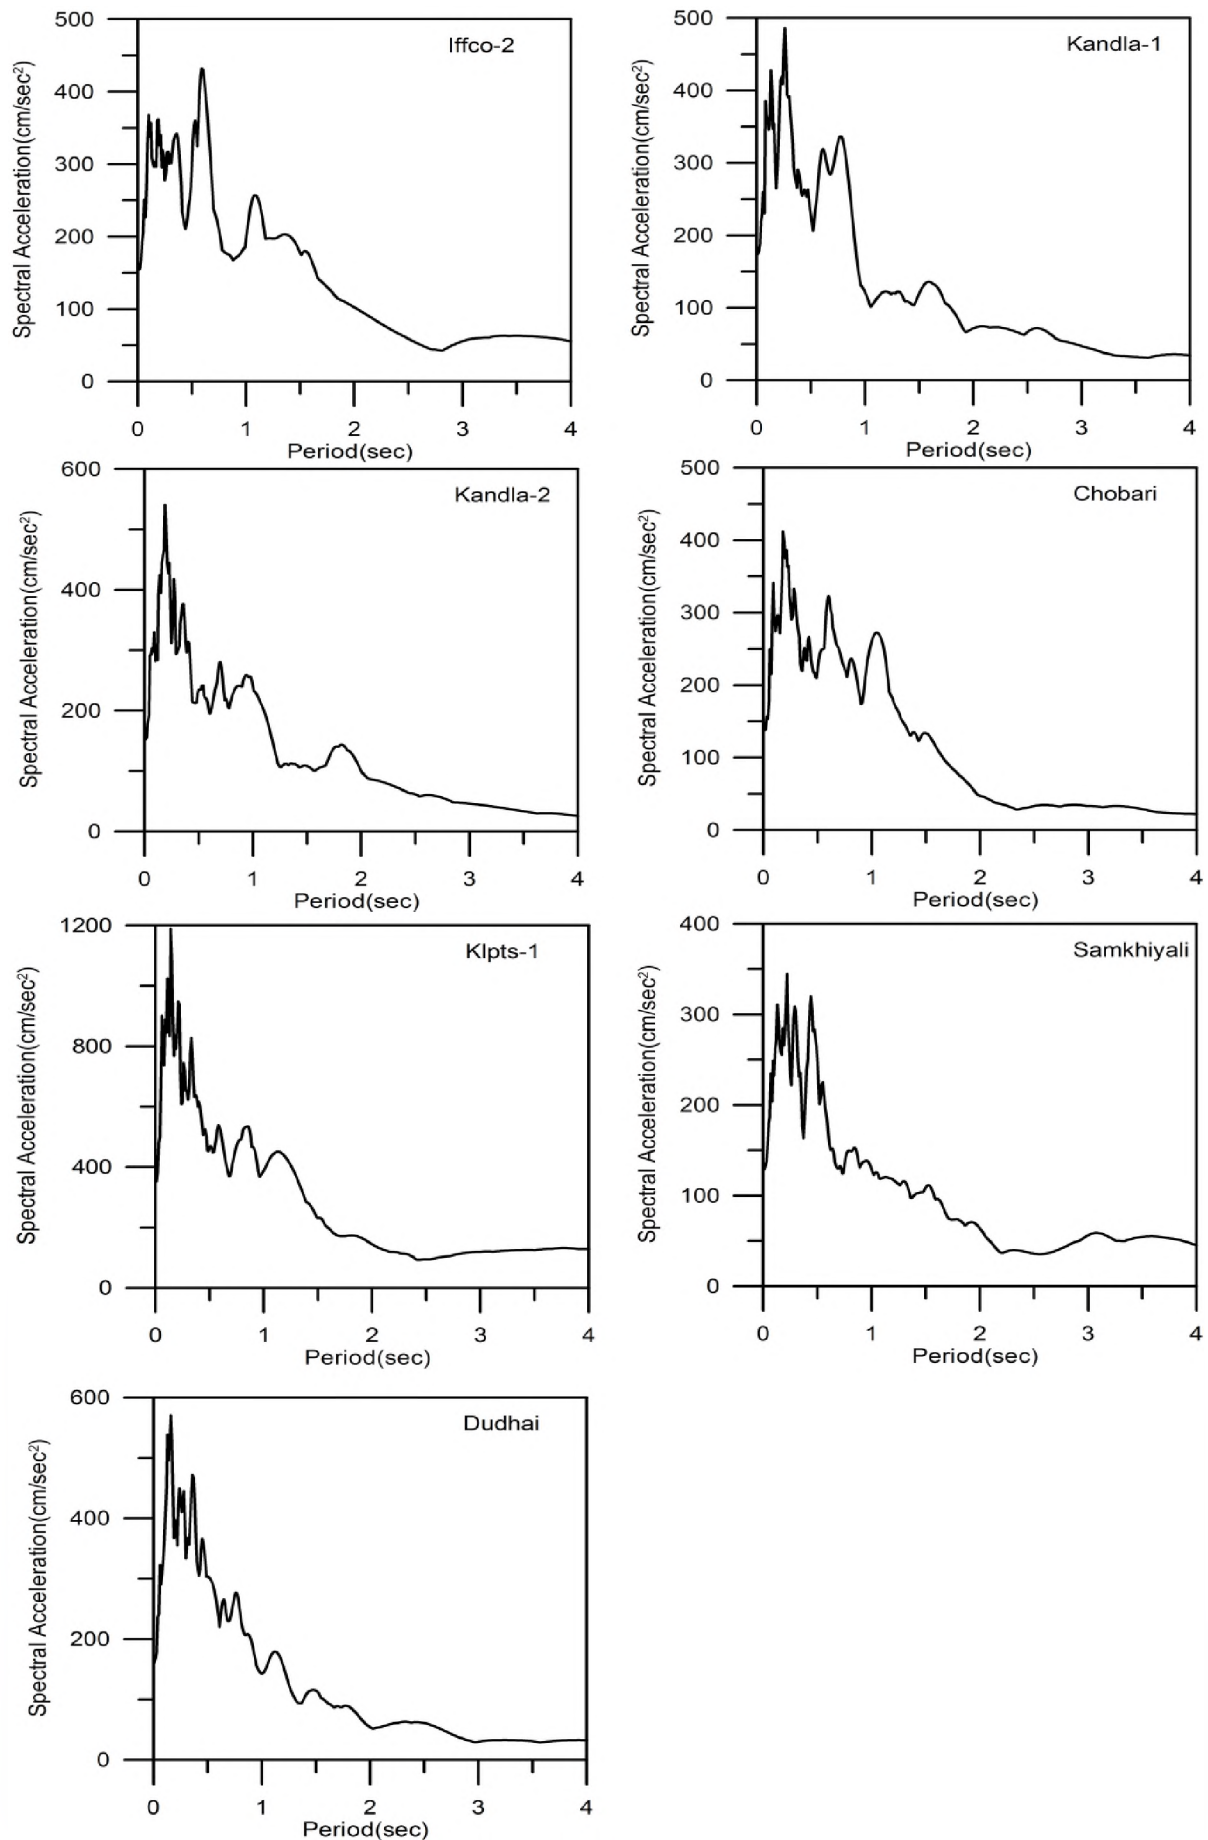 Iffco-2
Spectral Acceleration(cm/sec²)
500
400
300
200
100
0
0 1 2 3 4
Period(sec)
Kandla-1
Spectral Acceleration(cm/sec²)
500
400
300
200
100
0
0 1 2 3 4
Period(sec)
Kandla-2
Spectral Acceleration(cm/sec²)
600
400
200
0
0 1 2 3 4
Period(sec)
Chobari
Spectral Acceleration(cm/sec²)
500
400
300
200
100
0
0 1 2 3 4
Period(sec)
Klpts-1
Spectral Acceleration(cm/sec²)
1200
800
400
0
0 1 2 3 4
Period(sec)
Samkhiyali
Spectral Acceleration(cm/sec²)
400
300
200
100
0
0 1 2 3 4
Period(sec)
Dudhai
Spectral Acceleration(cm/sec²)
600
400
200
0
0 1 2 3 4
Period(sec)